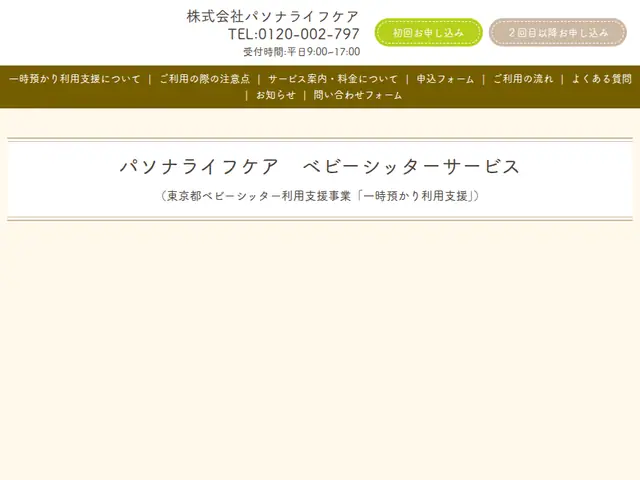 株式会社パソナライフケア
TEL:0120-002-797
受付時間:平日9:00~17:00
初回お申し込み
２回目以降お申し込み
一時預かり利用支援について | ご利用の際の注意点 | サービス案内・料金について | 申込フォーム | ご利用の流れ | よくある質問
| お知らせ | 問い合わせフォーム
パソナライフケア　ベビーシッターサービス
（東京都ベビーシッター利用支援事業「一時預かり利用支援」）